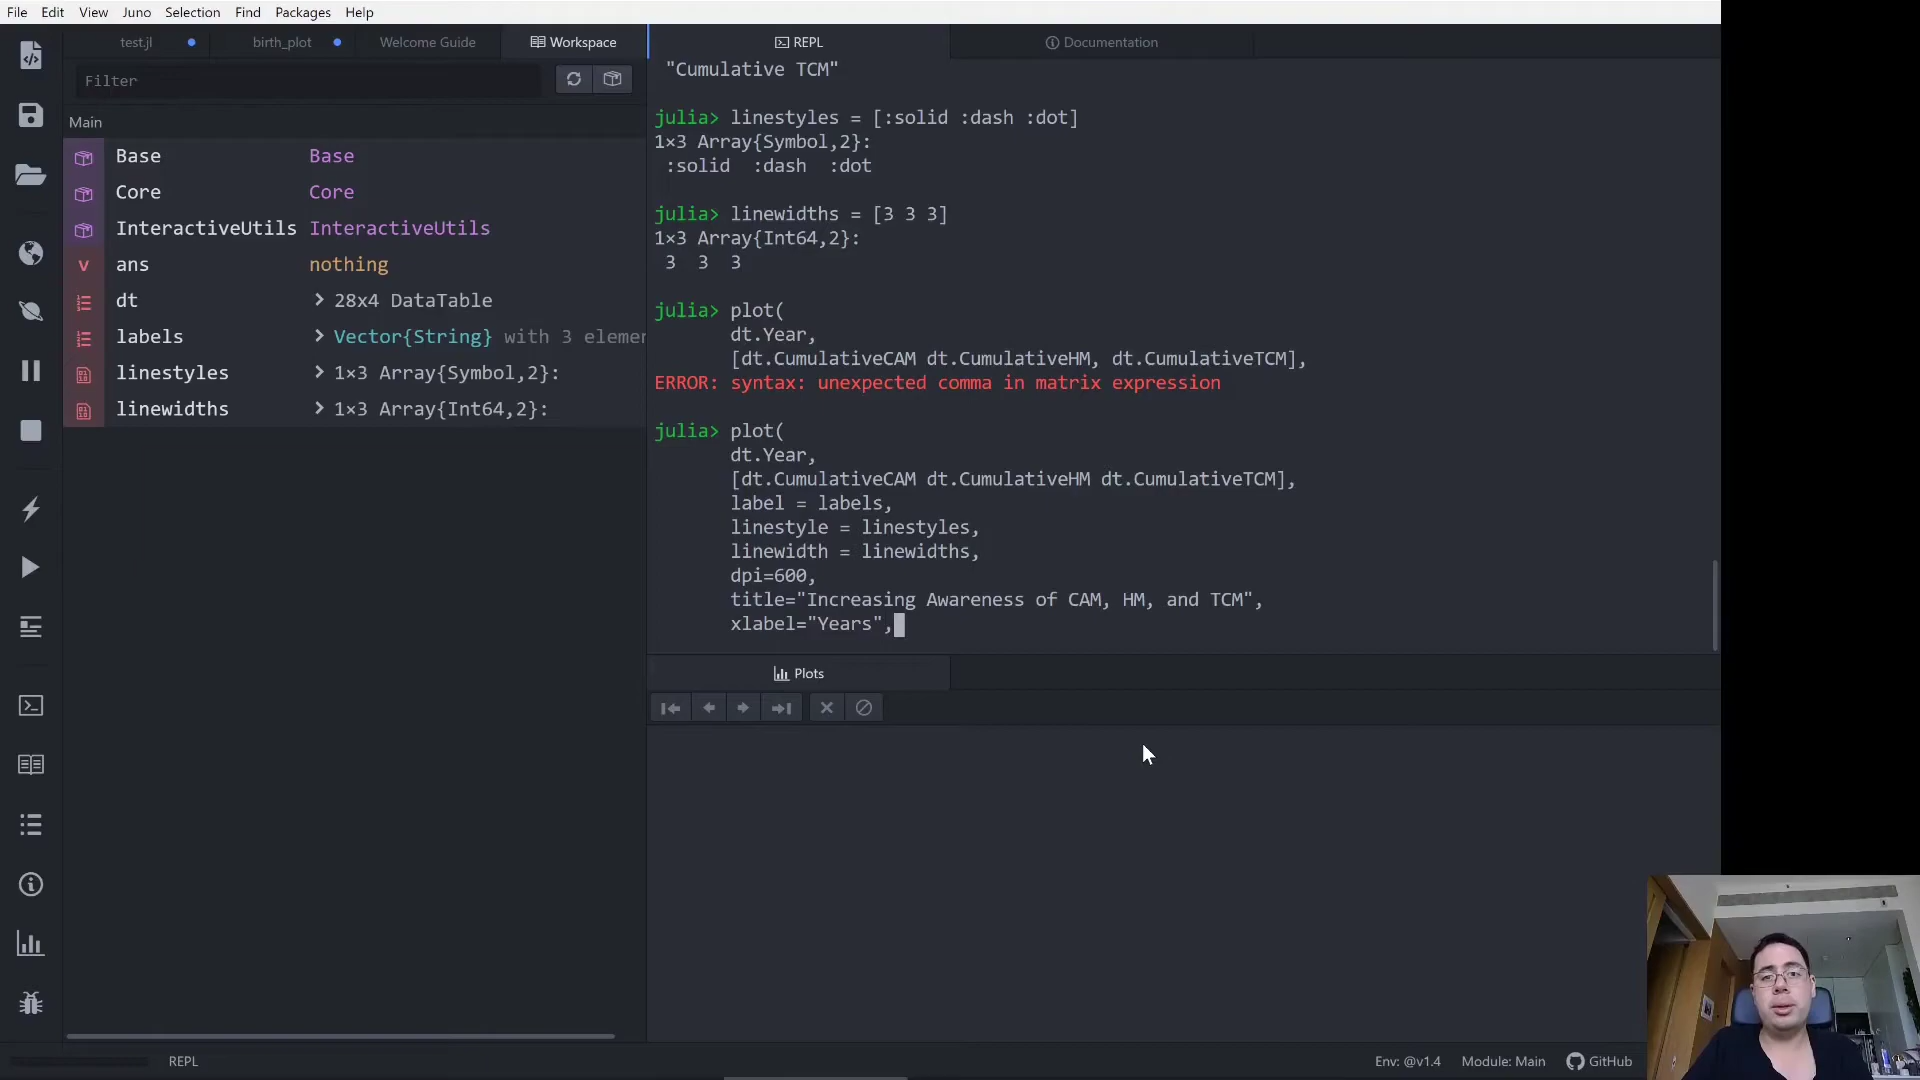 File Edit View Juno Selection Find Packages Help
test.jl birth_plot Welcome Guide Workspace REPL Documentation
Filter
Main
Base Base
Core Core
InteractiveUtils InteractiveUtils
ans nothing
dt 28x4 DataTable
labels Vector{String} with 3 elemen
linestyles 1×3 Array{Symbol,2}:
linewidths 1×3 Array{Int64,2}:
"Cumulative TCM"
julia> linestyles = [:solid :dash :dot]
1×3 Array{Symbol,2}:
:solid :dash :dot
julia> linewidths = [3 3 3]
1×3 Array{Int64,2}:
3 3 3
julia> plot(
dt.Year,
[dt.CumulativeCAM dt.CumulativeHM, dt.CumulativeTCM],
ERROR: syntax: unexpected comma in matrix expression
julia> plot(
dt.Year,
[dt.CumulativeCAM dt.CumulativeHM dt.CumulativeTCM],
label = labels,
linestyle = linestyles,
linewidth = linewidths,
dpi=600,
title="Increasing Awareness of CAM, HM, and TCM",
xlabel="Years",
Plots
REPL Env: @v1.4 Module: Main GitHub